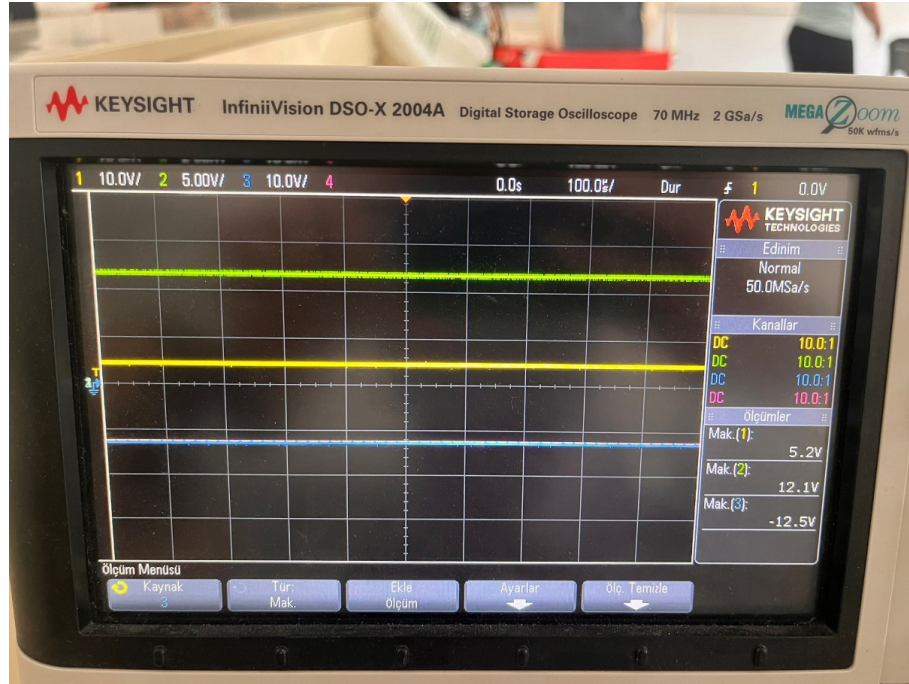 KEYSIGHT InfiniiVision DSO-X 2004A Digital Storage Oscilloscope 70 MHz 2 GSa/s MEGA Zoom
50K wfms/s
1 10.0V/ 2 5.00V/ 3 10.0V/ 4 0.0s 100.0µs/ Dur 1 0.0V
KEYSIGHT
TECHNOLOGIES
Edinim
Normal
50.0MSa/s
Kanallar
DC 10.0:1
DC 10.0:1
DC 10.0:1
DC 10.0:1
Ölçümler
Mak.(1):
5.2V
Mak.(2):
12.1V
Mak.(3):
-12.5V
Ölçüm Menüsü
Kaynak
3
Tür:
Mak.
Ekle
Ölçüm
Ayarlar
Ölç. Temizle